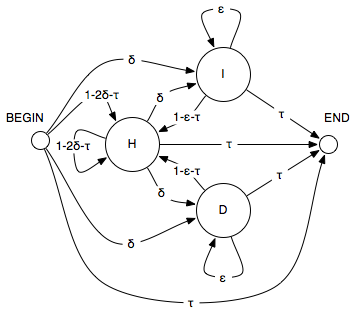 ε
δ
I
1-2δ-τ
δ
τ
BEGIN
1-ε-τ
END
1-2δ-τ
H
τ
1-ε-τ
τ
δ
D
δ
ε
τ